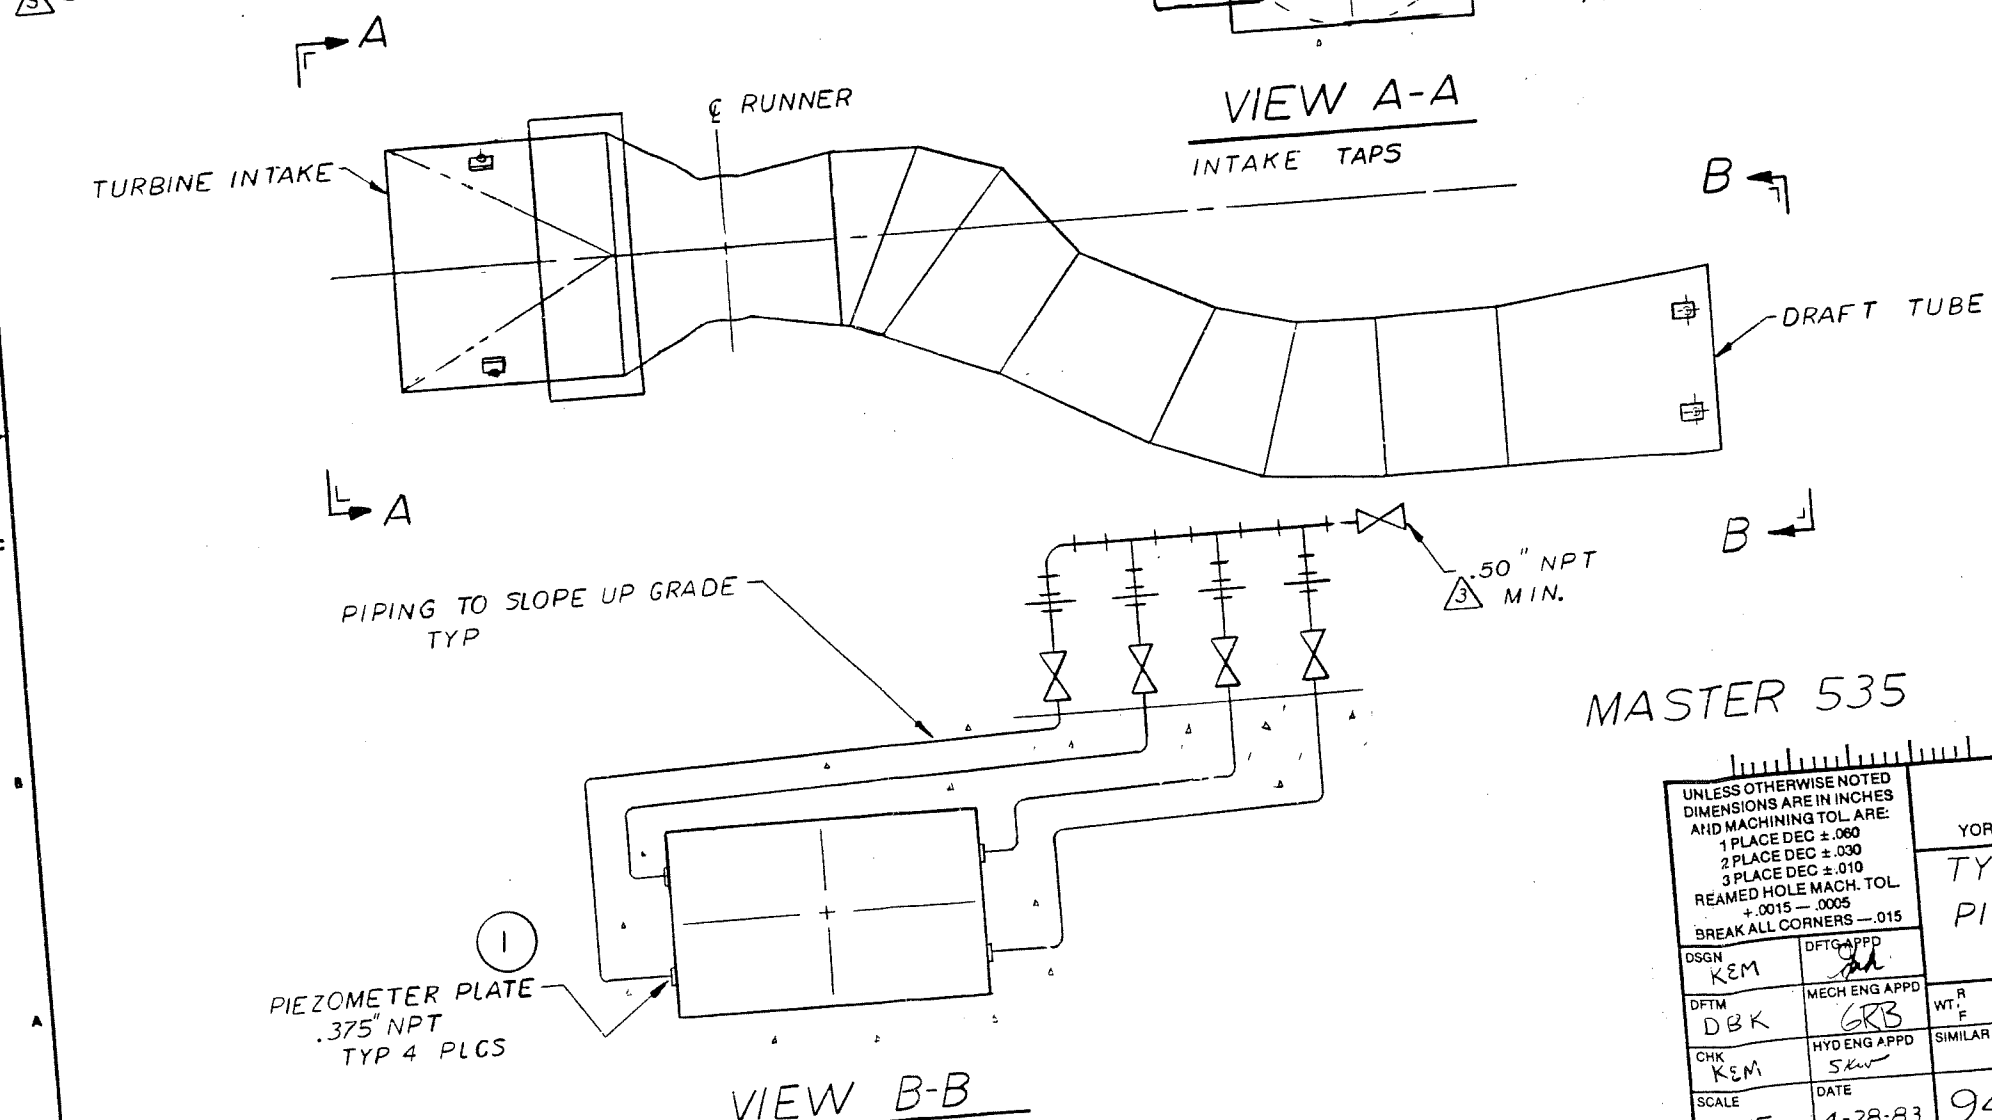 3
A
℄ RUNNER
VIEW A-A
INTAKE TAPS
TURBINE INTAKE
B
DRAFT TUBE
A
B
.50" NPT
3 MIN.
PIPING TO SLOPE UP GRADE
TYP
MASTER 535
B
UNLESS OTHERWISE NOTED
DIMENSIONS ARE IN INCHES
AND MACHINING TOL. ARE:
1 PLACE DEC ±.060
2 PLACE DEC ±.030
3 PLACE DEC ±.010
REAMED HOLE MACH. TOL.
+.0015 — .0005
BREAK ALL CORNERS —.015
YOR
TY
PI
1
PIEZOMETER PLATE
.375" NPT
TYP 4 PLCS
A
DSGN
KEM
DFTG APPD
DFTM
DBK
MECH ENG APPD
GRB
WT. R
F
CHK
KEM
HYD ENG APPD
SIMILAR
SCALE
DATE
4-28-83
94
VIEW B-B